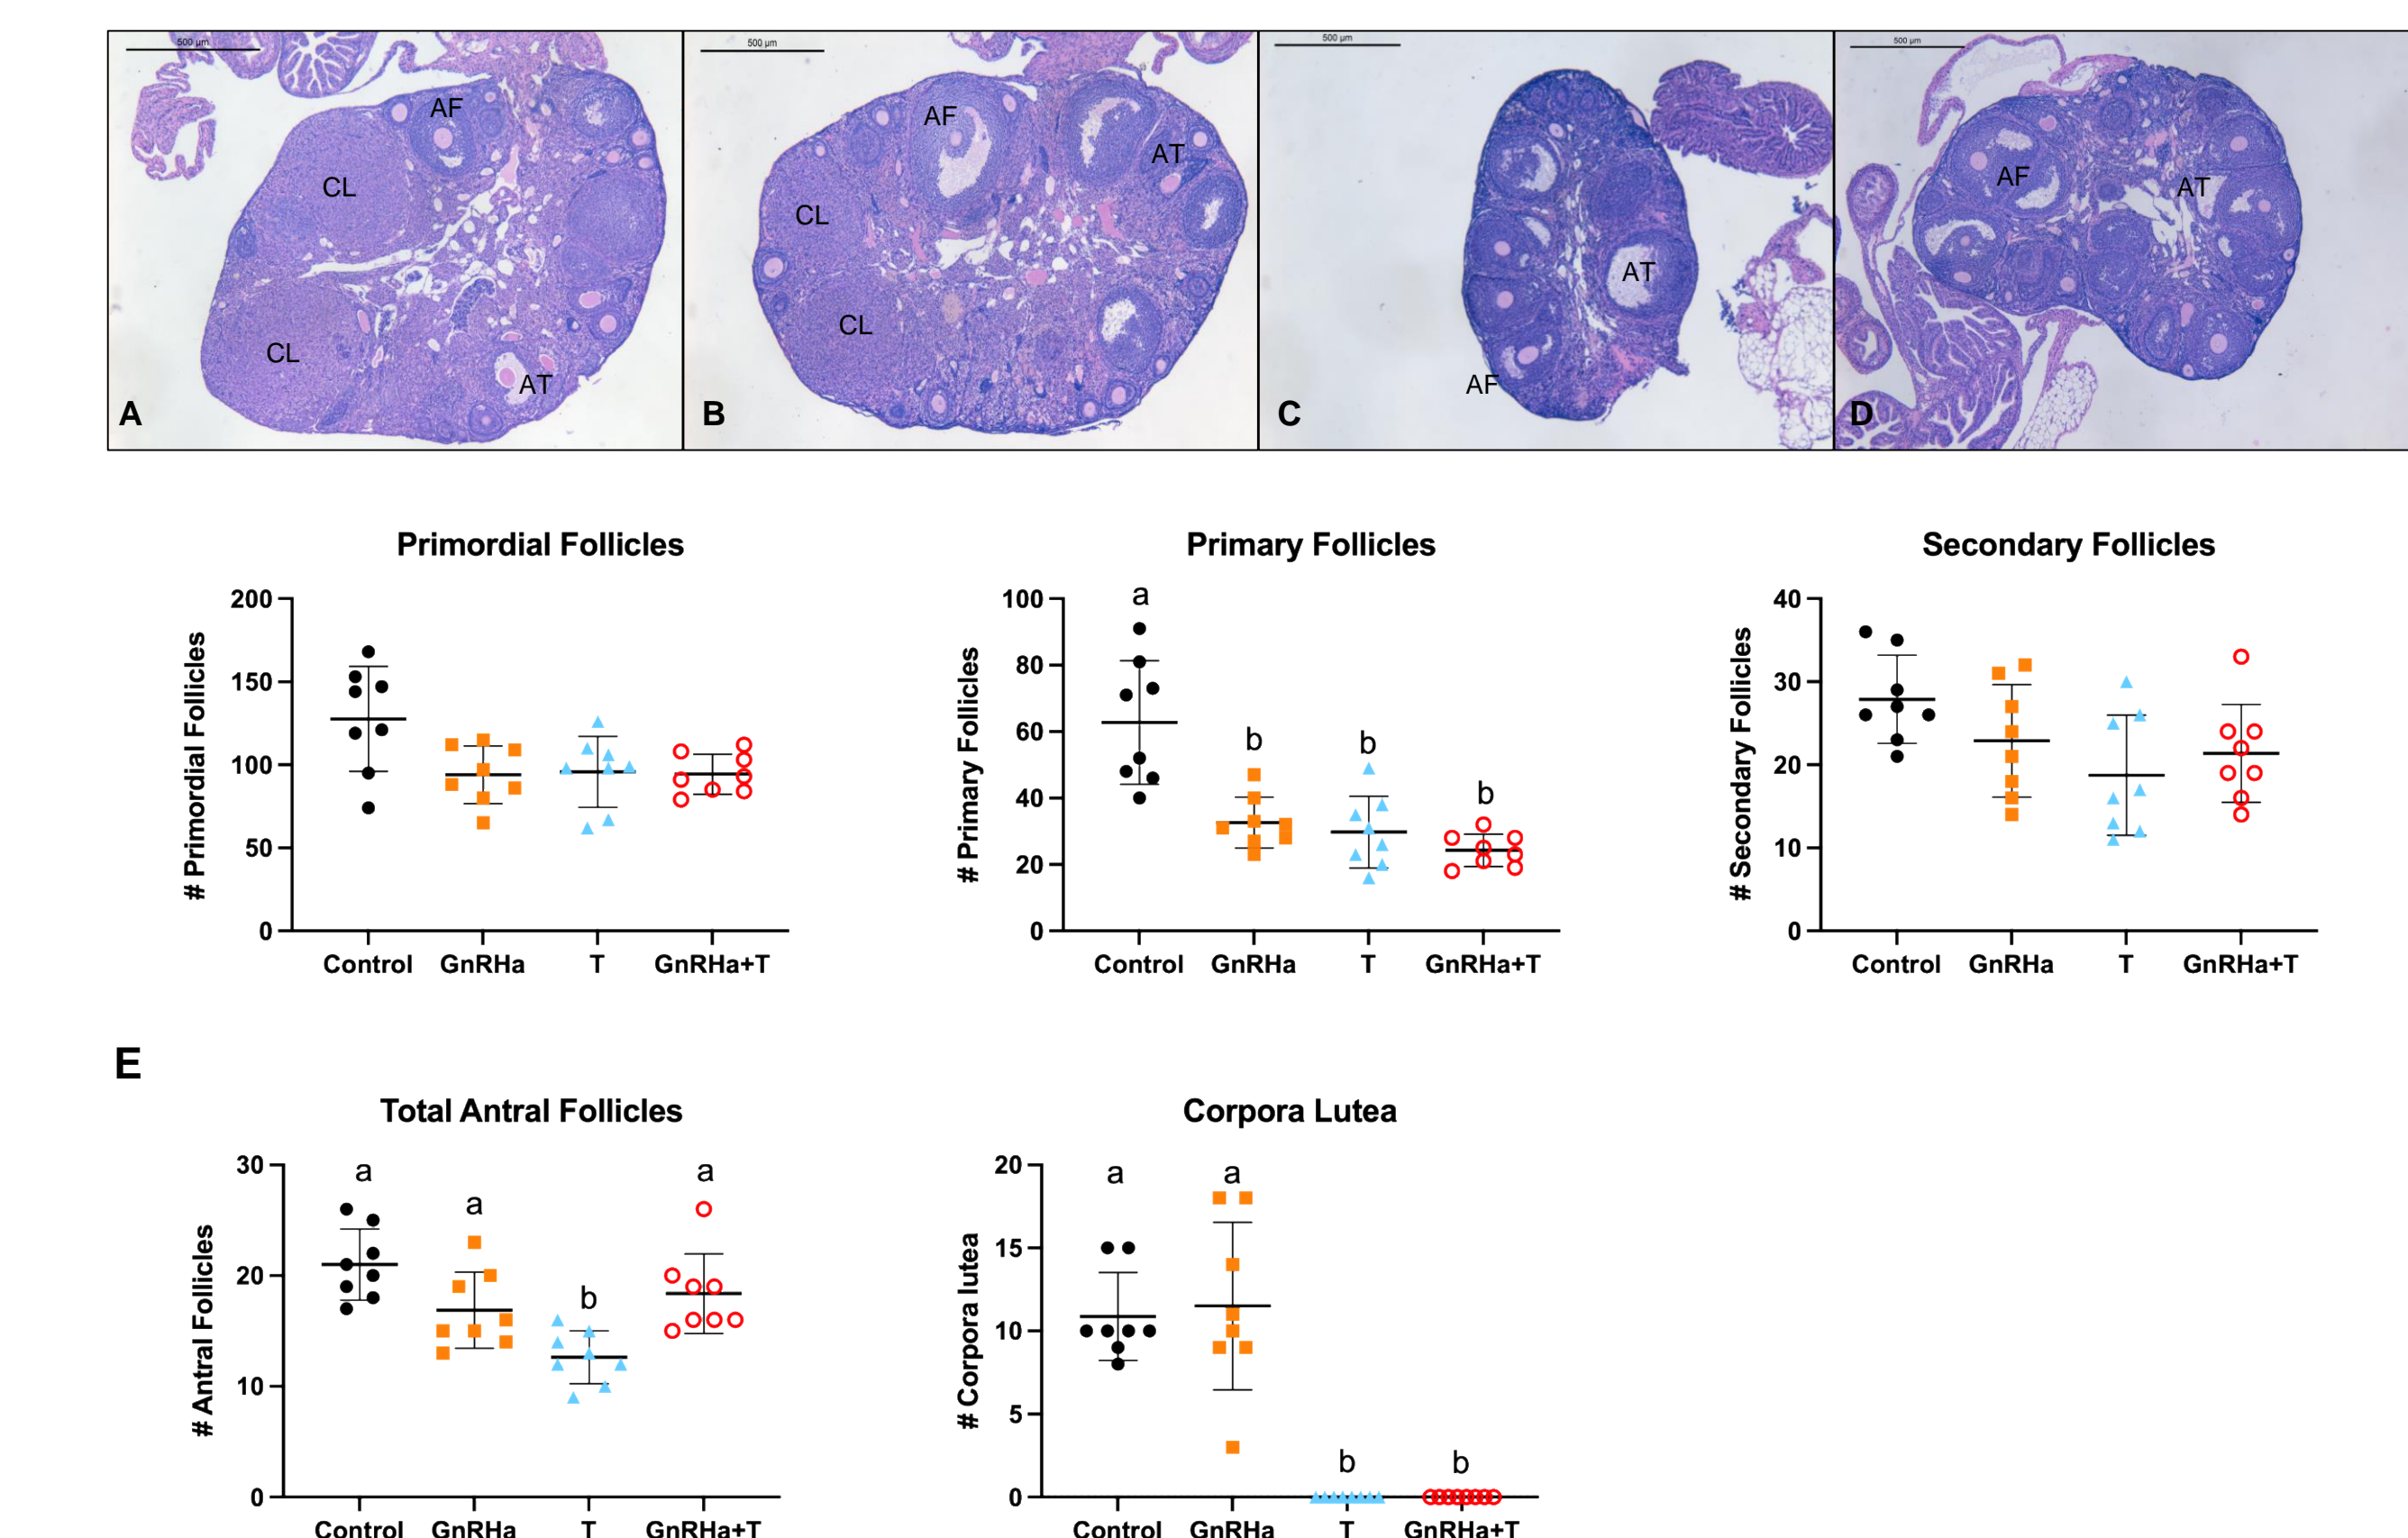 500 µm
AF
CL
CL
AT
A
500 µm
AF
AT
CL
CL
B
500 µm
AT
AF
C
500 µm
AF
AT
D
Primordial Follicles
# Primordial Follicles
200
150
100
50
0
Control GnRHa T GnRHa+T
Primary Follicles
# Primary Follicles
100
80
60
40
20
0
a
b
b
b
Control GnRHa T GnRHa+T
Secondary Follicles
# Secondary Follicles
40
30
20
10
0
Control GnRHa T GnRHa+T
E
Total Antral Follicles
# Antral Follicles
30
20
10
0
a
a
b
a
Control GnRHa T GnRHa+T
Corpora Lutea
# Corpora lutea
20
15
10
5
0
a
a
b
b
Control GnRHa T GnRHa+T